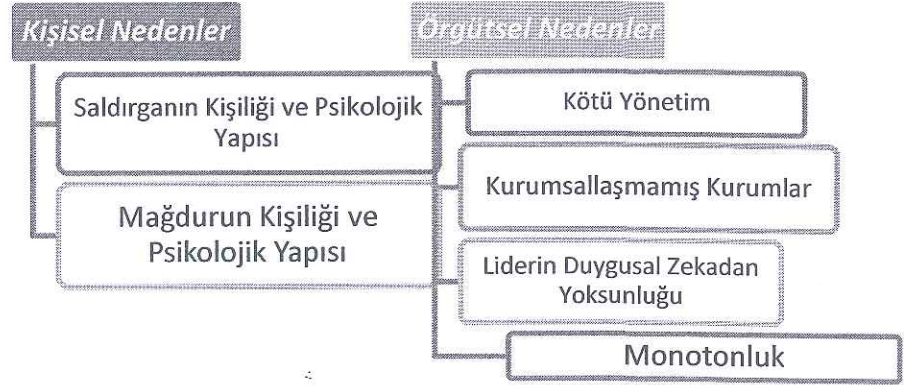 Kişisel Nedenler
Saldırganın Kişiliği ve Psikolojik
Yapısı
Mağdurun Kişiliği ve
Psikolojik Yapısı
Örgütsel Nedenler
Kötü Yönetim
Kurumsallaşmamış Kurumlar
Liderin Duygusal Zekadan
Yoksunluğu
Monotonluk